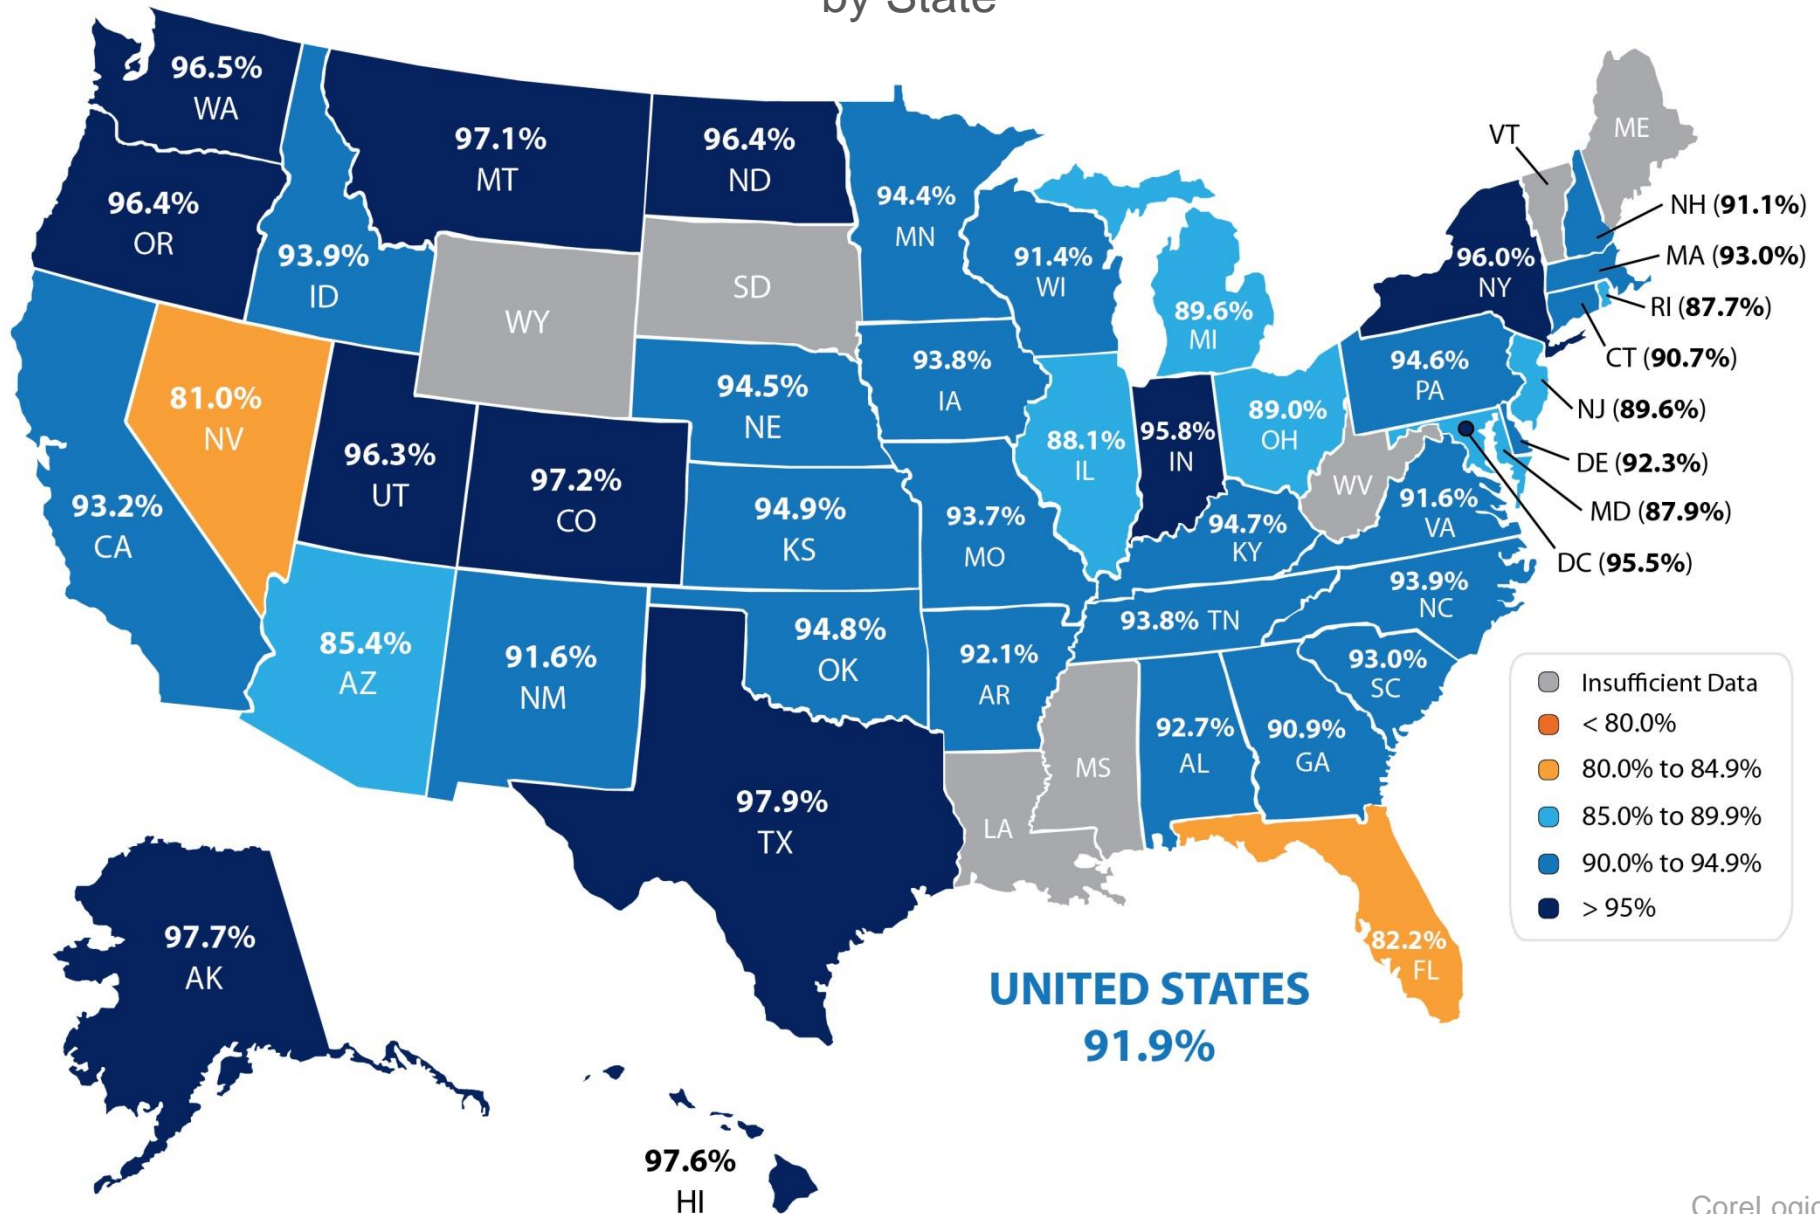 by State
96.5%
WA
97.1%
MT
96.4%
ND
96.4%
OR
93.9%
ID
94.4%
MN
91.4%
WI
89.6%
MI
VT
ME
NH (91.1%)
MA (93.0%)
RI (87.7%)
CT (90.7%)
NJ (89.6%)
DE (92.3%)
MD (87.9%)
DC (95.5%)
96.0%
NY
WY
SD
81.0%
NV
96.3%
UT
97.2%
CO
94.5%
NE
93.8%
IA
88.1%
IL
95.8%
IN
89.0%
OH
94.6%
PA
WV
91.6%
VA
93.2%
CA
94.9%
KS
93.7%
MO
94.7%
KY
93.9%
NC
93.8% TN
85.4%
AZ
91.6%
NM
94.8%
OK
92.1%
AR
93.0%
SC
97.9%
TX
LA
MS
92.7%
AL
90.9%
GA
82.2%
FL
Insufficient Data
< 80.0%
80.0% to 84.9%
85.0% to 89.9%
90.0% to 94.9%
> 95%
97.7%
AK
97.6%
HI
UNITED STATES
91.9%
CoreLogic